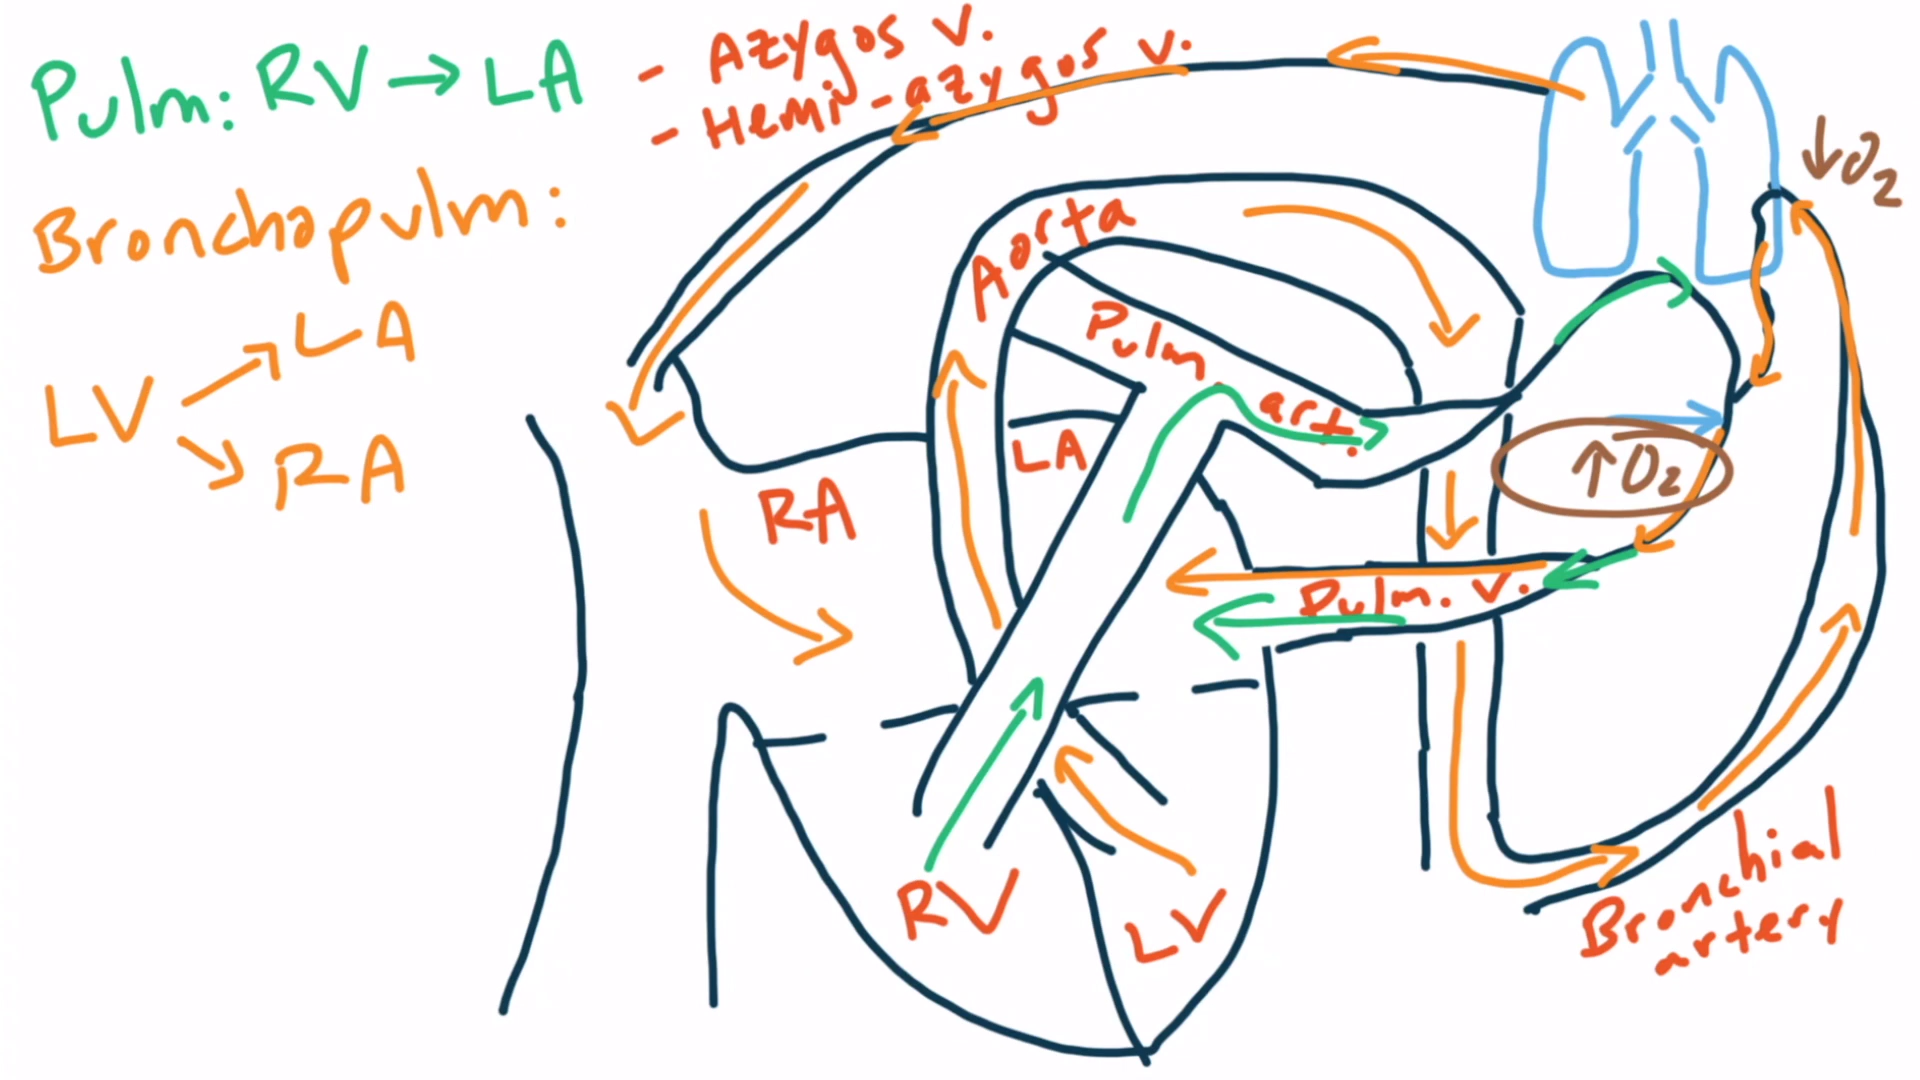 Pulm: RV → LA
- Azygos v.
- Hemi-azygos v.
Bronchopulm:
LV → LA
→ RA
↓O2
Aorta
Pulm art.
LA
RA
↑O2
Pulm. v.
RV
LV
Bronchial
artery